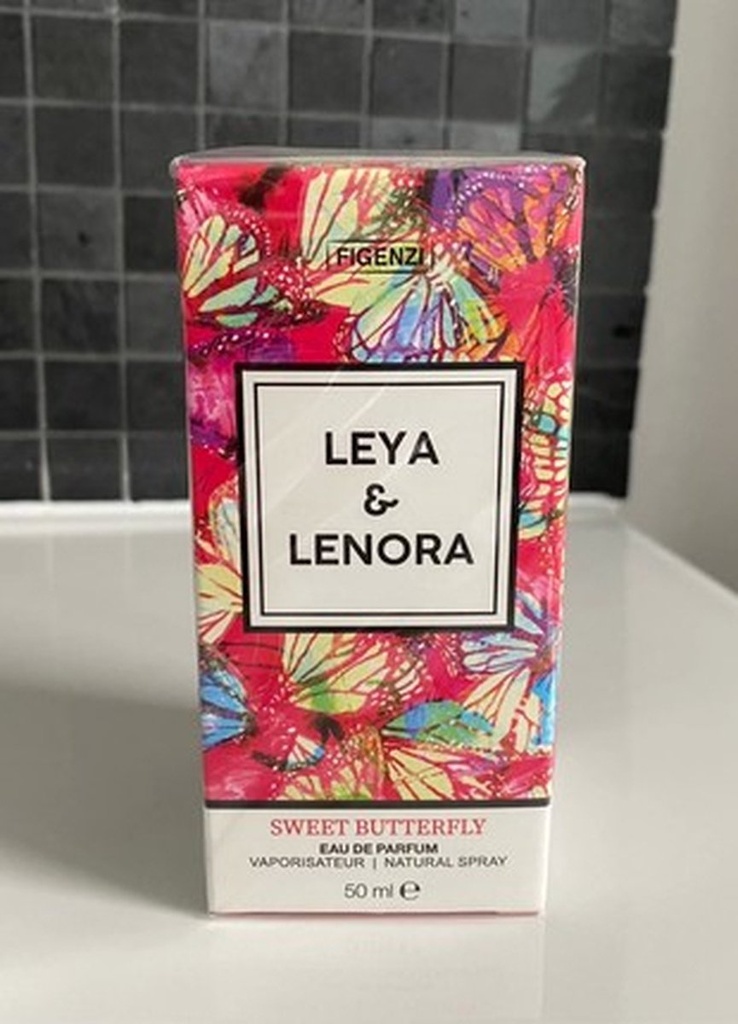 FIGENZI
LEYA
&
LENORA
SWEET BUTTERFLY
EAU DE PARFUM
VAPORISATEUR | NATURAL SPRAY
50 ml ℮